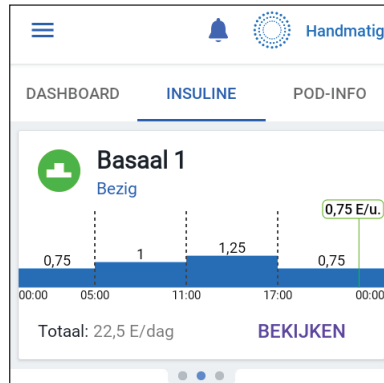 Handmatig
DASHBOARD INSULINE POD-INFO
Basaal 1
Bezig
0,75 E/u.
0,75 1 1,25 0,75
00:00 05:00 11:00 17:00 00:00
Totaal: 22,5 E/dag BEKIJKEN